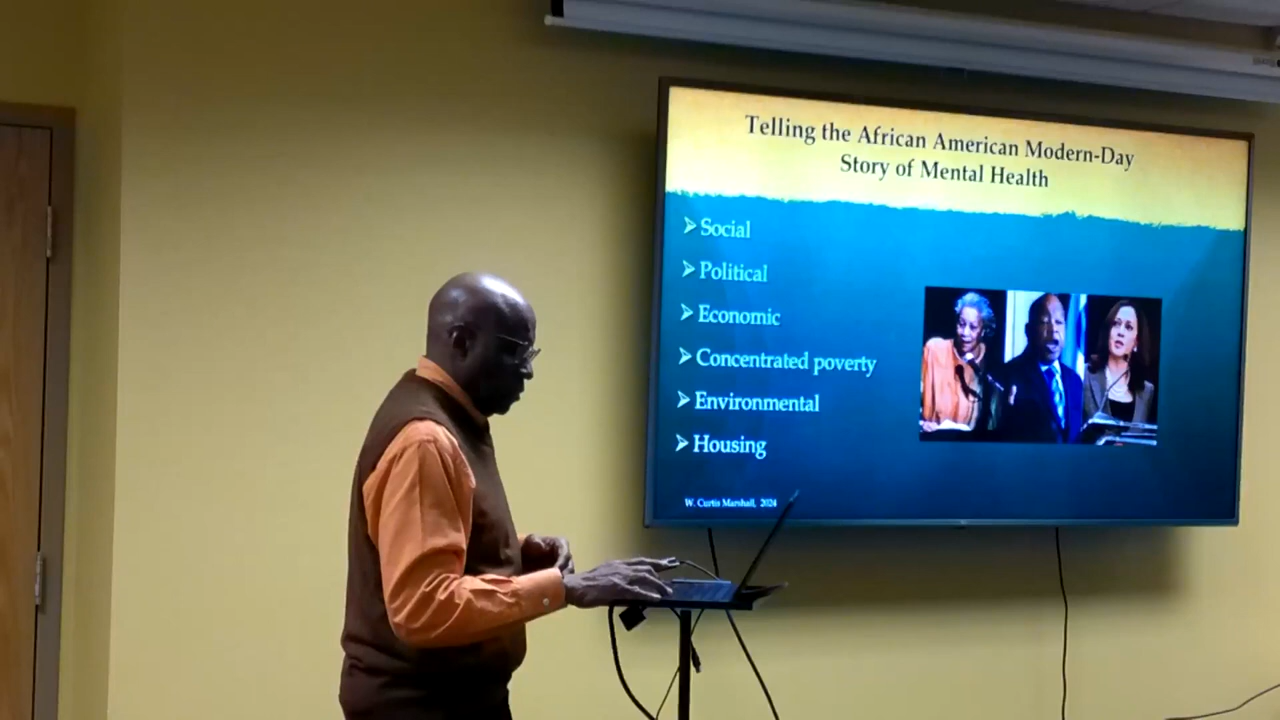 Telling the African American Modern-Day
Story of Mental Health
Social
Political
Economic
Concentrated poverty
Environmental
Housing
W. Curtis Marshall, 2024